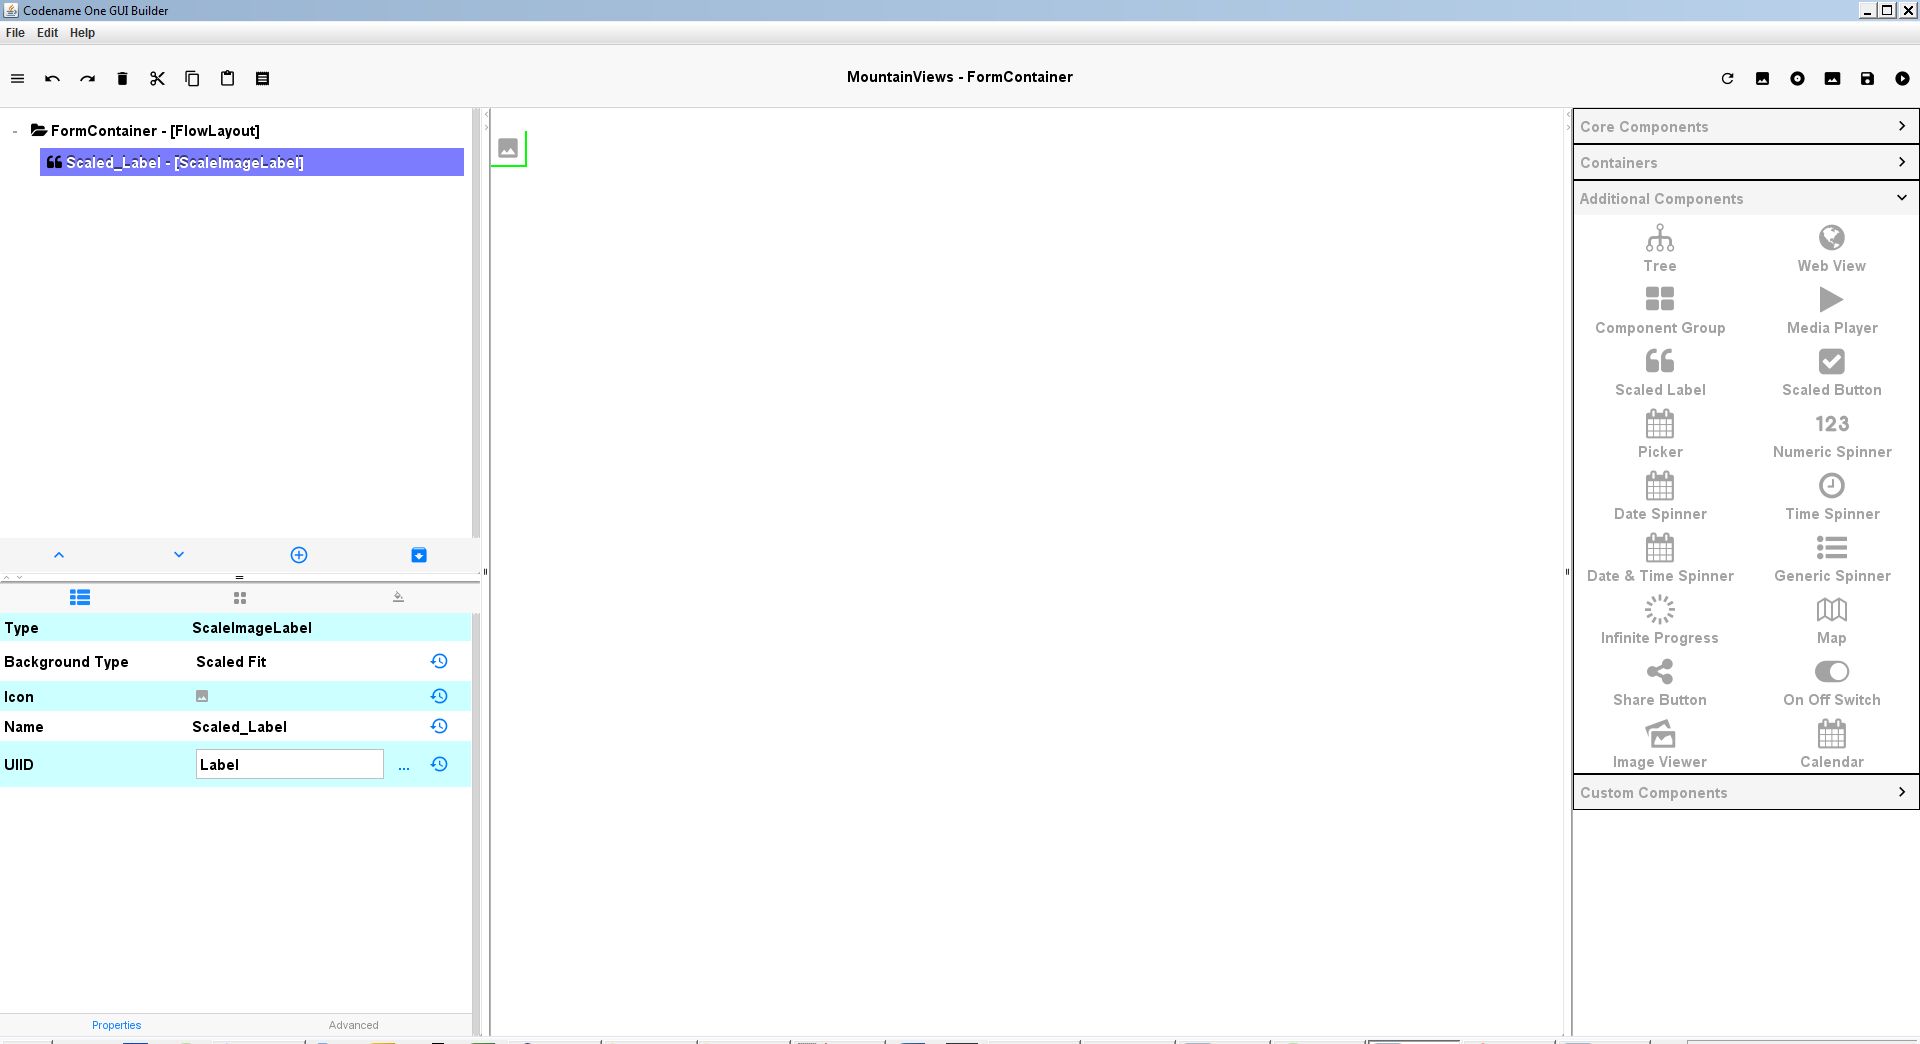 Codename One GUI Builder
File Edit Help
MountainViews - FormContainer
- FormContainer - [FlowLayout]
Scaled_Label - [ScaleImageLabel]
Type ScaleImageLabel
Background Type Scaled Fit
Icon
Name Scaled_Label
UIID Label ...
Properties Advanced
Core Components
Containers
Additional Components
Tree Web View
Component Group Media Player
Scaled Label Scaled Button
123
Picker Numeric Spinner
Date Spinner Time Spinner
Date & Time Spinner Generic Spinner
Infinite Progress Map
Share Button On Off Switch
Image Viewer Calendar
Custom Components